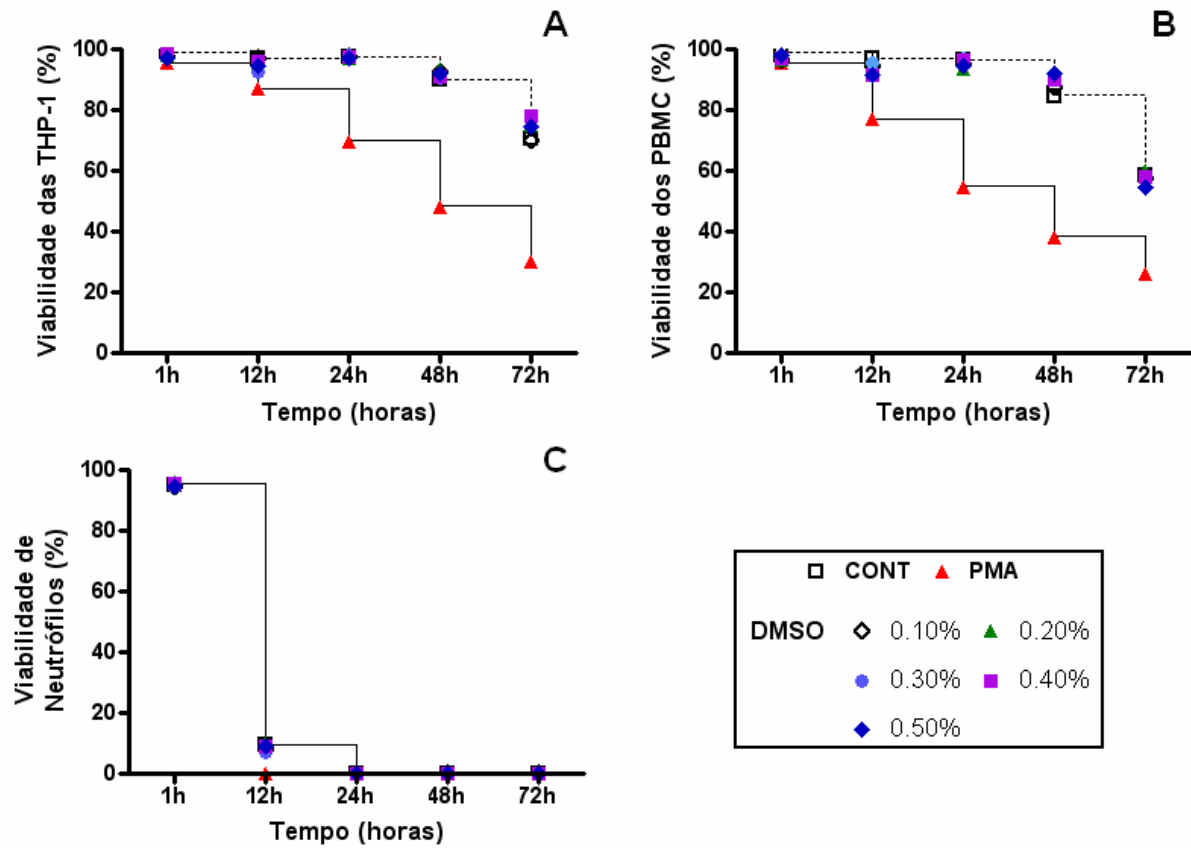 A
Viabilidade das THP-1 (%)
100
80
60
40
20
0
1h 12h 24h 48h 72h
Tempo (horas)
B
Viabilidade dos PBMC (%)
100
80
60
40
20
0
1h 12h 24h 48h 72h
Tempo (horas)
C
Viabilidade de
Neutrófilos (%)
100
80
60
40
20
0
1h 12h 24h 48h 72h
Tempo (horas)
CONT PMA
DMSO 0.10% 0.20%
0.30% 0.40%
0.50%